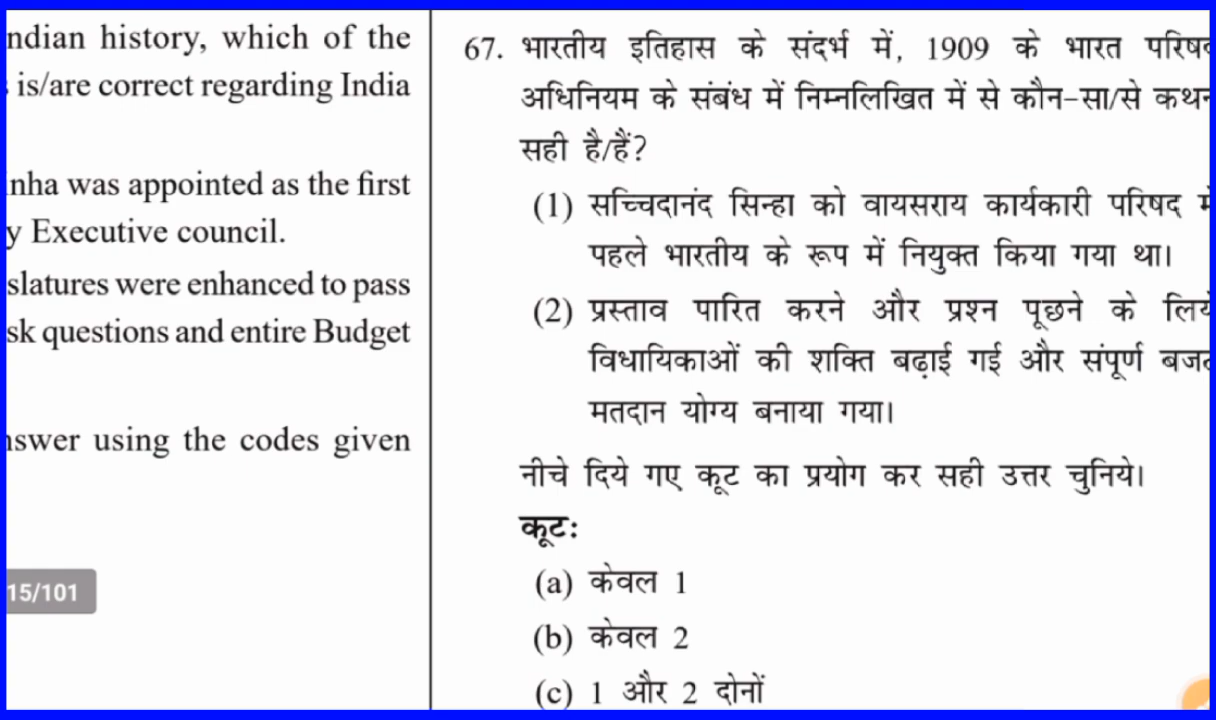 ndian history, which of the
is/are correct regarding India
inha was appointed as the first
y Executive council.
slatures were enhanced to pass
sk questions and entire Budget
nswer using the codes given
15/101
67. भारतीय इतिहास के संदर्भ में, 1909 के भारत परिषद
अधिनियम के संबंध में निम्नलिखित में से कौन-सा/से कथन
सही है/हैं?
(1) सच्चिदानंद सिन्हा को वायसराय कार्यकारी परिषद में
पहले भारतीय के रूप में नियुक्त किया गया था।
(2) प्रस्ताव पारित करने और प्रश्न पूछने के लिये
विधायिकाओं की शक्ति बढ़ाई गई और संपूर्ण बजट
मतदान योग्य बनाया गया।
नीचे दिये गए कूट का प्रयोग कर सही उत्तर चुनिये।
कूटः
(a) केवल 1
(b) केवल 2
(c) 1 और 2 दोनों